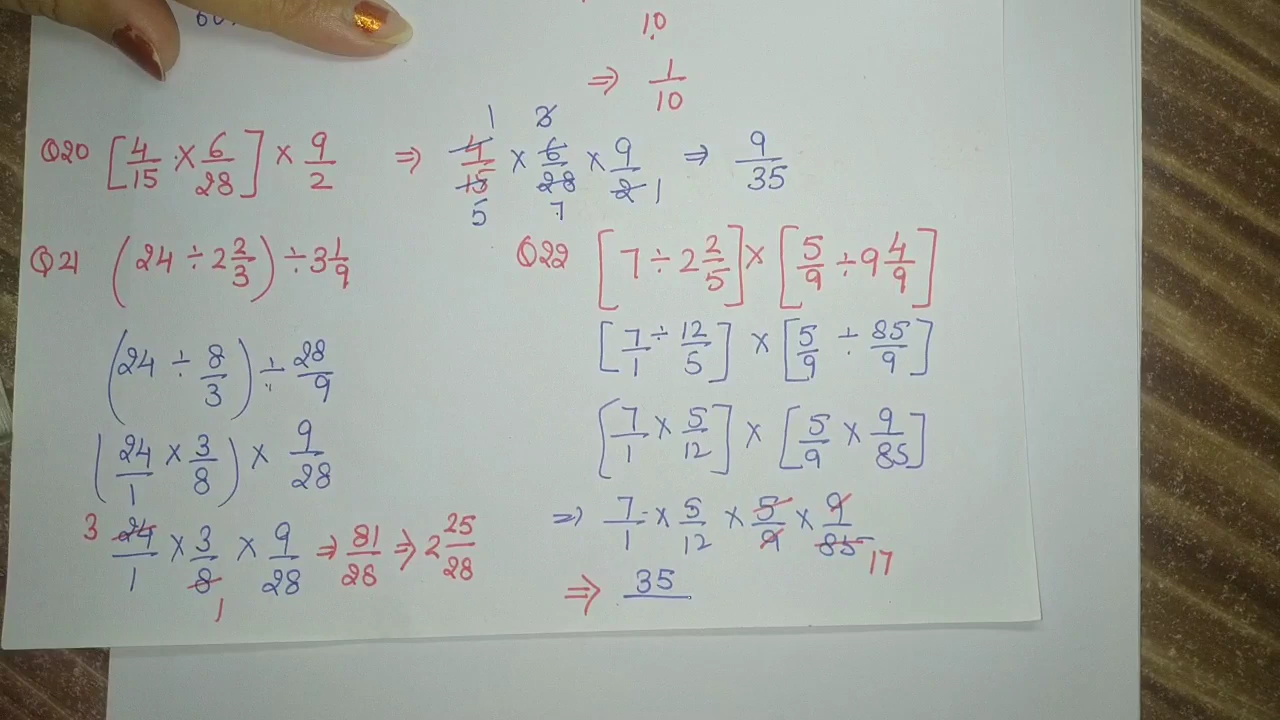 10
⇒ 1/10
Q20 [4/15 × 6/28] × 9/2 ⇒ 4/15 × 6/28 × 9/2 ⇒ 9/35
1 2
5 7 1
Q21 (24 ÷ 2 2/3) ÷ 3 1/9
(24 ÷ 8/3) ÷ 28/9
(24/1 × 3/8) × 9/28
3 24/1 × 3/8 × 9/28 ⇒ 81/28 ⇒ 2 25/28
1
Q22 [7 ÷ 2 2/5] × [5/9 ÷ 9 4/9]
[7/1 ÷ 12/5] × [5/9 ÷ 85/9]
[7/1 × 5/12] × [5/9 × 9/85]
⇒ 7/1 × 5/12 × 5/9 × 9/85 17
⇒ 35